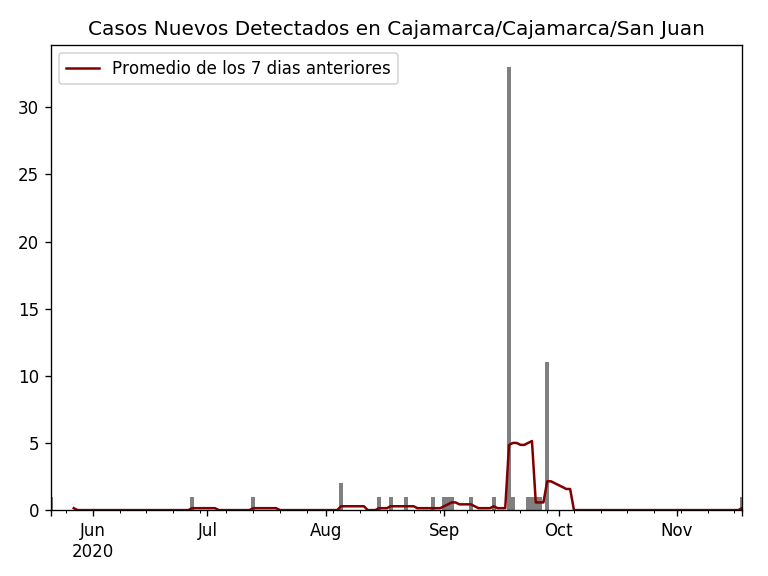 Casos Nuevos Detectados en Cajamarca/Cajamarca/San Juan
Promedio de los 7 dias anteriores
30
25
20
15
10
5
0
Jun Jul Aug Sep Oct Nov
2020